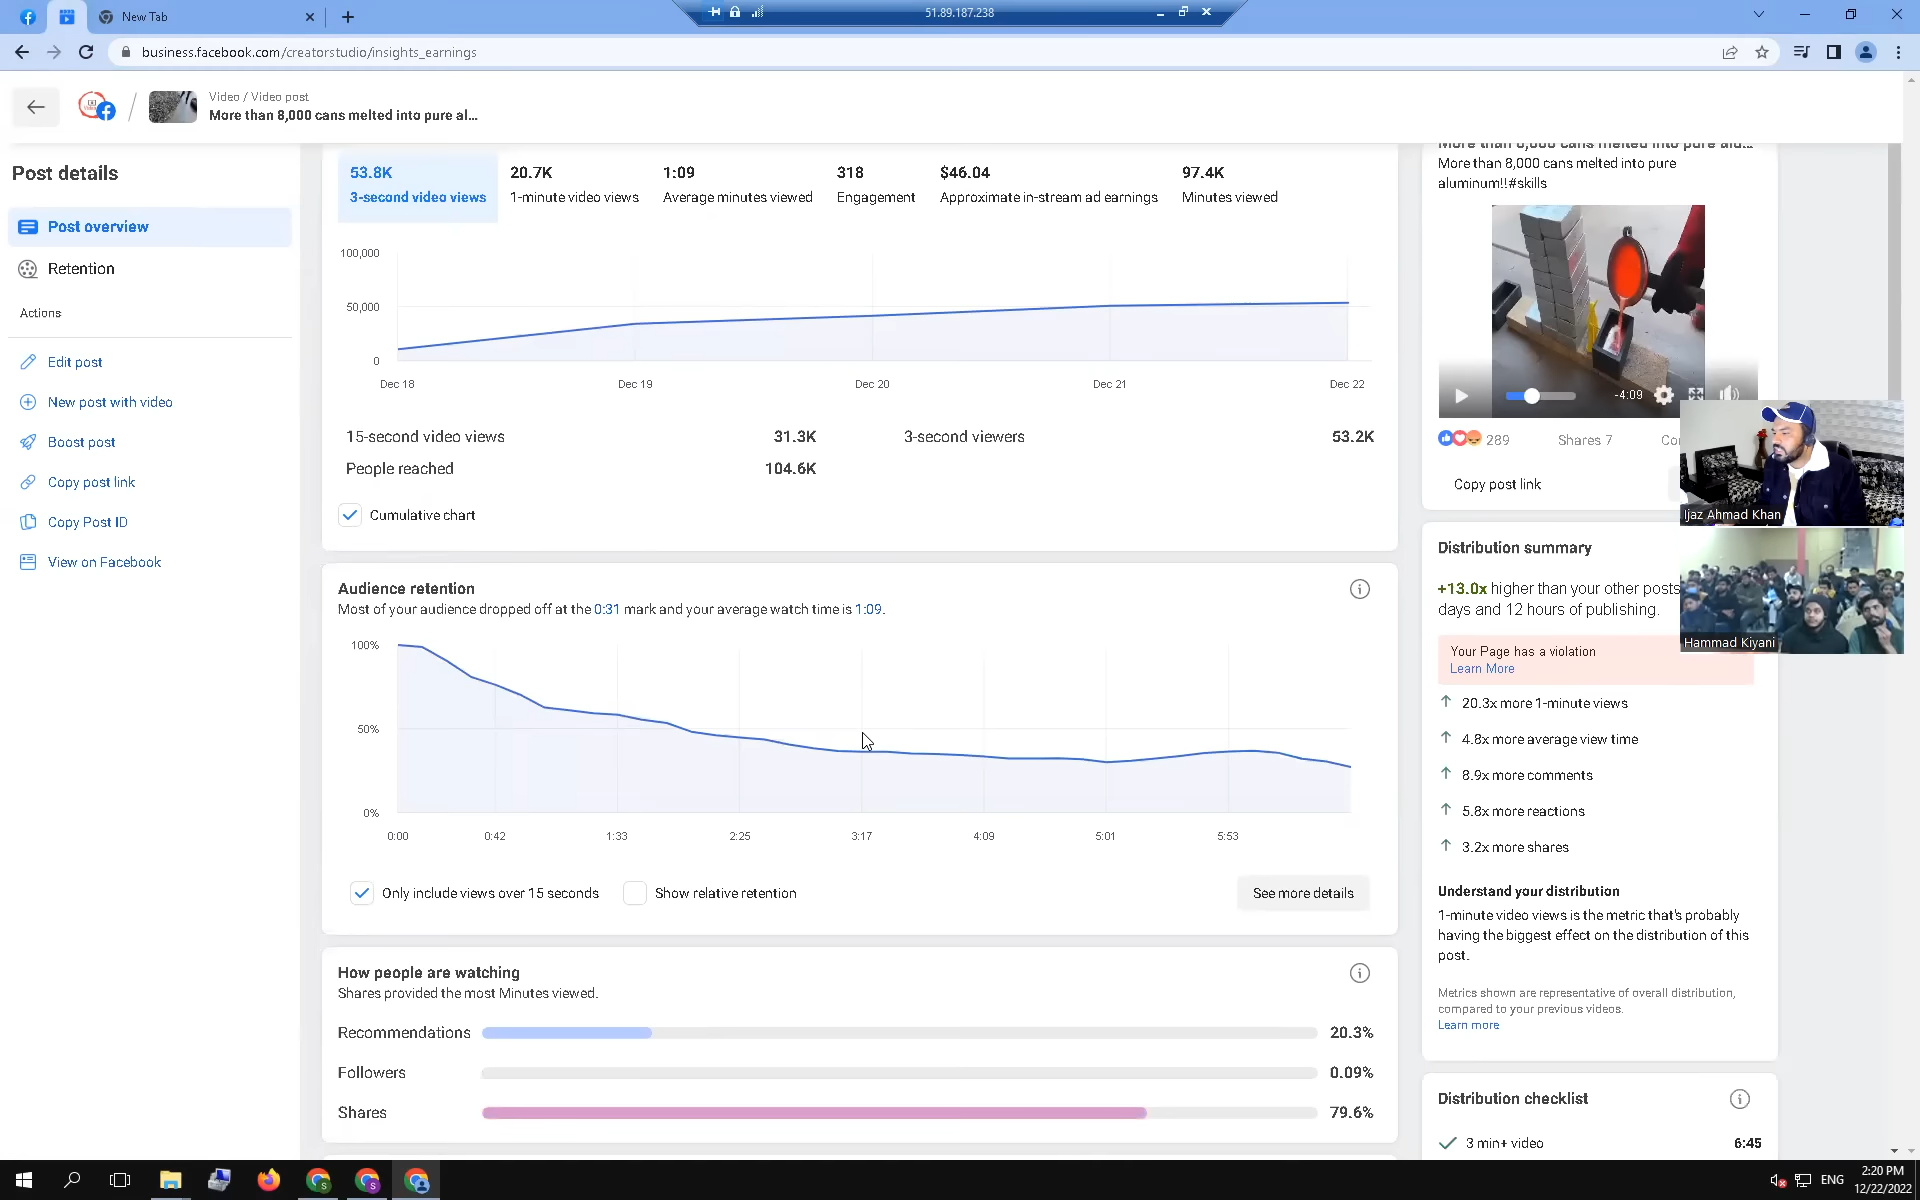 New Tab
51.89.187.238
business.facebook.com/creatorstudio/insights_earnings
Video / Video post
More than 8,000 cans melted into pure al...
Post details
Post overview
Retention
Actions
Edit post
New post with video
Boost post
Copy post link
Copy Post ID
View on Facebook
53.8K
3-second video views
20.7K
1-minute video views
1:09
Average minutes viewed
318
Engagement
$46.04
Approximate in-stream ad earnings
97.4K
Minutes viewed
100,000
50,000
0
Dec 18
Dec 19
Dec 20
Dec 21
Dec 22
15-second video views 31.3K
3-second viewers 53.2K
People reached 104.6K
Cumulative chart
Audience retention
Most of your audience dropped off at the 0:31 mark and your average watch time is 1:09.
100%
50%
0%
0:00
0:42
1:33
2:25
3:17
4:09
5:01
5:53
Only include views over 15 seconds
Show relative retention
See more details
How people are watching
Shares provided the most Minutes viewed.
Recommendations 20.3%
Followers 0.09%
Shares 79.6%
More than 8,000 cans melted into pure alu...
More than 8,000 cans melted into pure
aluminum!!#skills
-4:09
289
Shares 7
Copy post link
Ijaz Ahmad Khan
Hammad Kiyani
Distribution summary
+13.0x higher than your other posts
days and 12 hours of publishing.
Your Page has a violation
Learn More
20.3x more 1-minute views
4.8x more average view time
8.9x more comments
5.8x more reactions
3.2x more shares
Understand your distribution
1-minute video views is the metric that's probably
having the biggest effect on the distribution of this
post.
Metrics shown are representative of overall distribution,
compared to your previous videos.
Learn more
Distribution checklist
3 min+ video 6:45
ENG
2:20 PM
12/22/2022